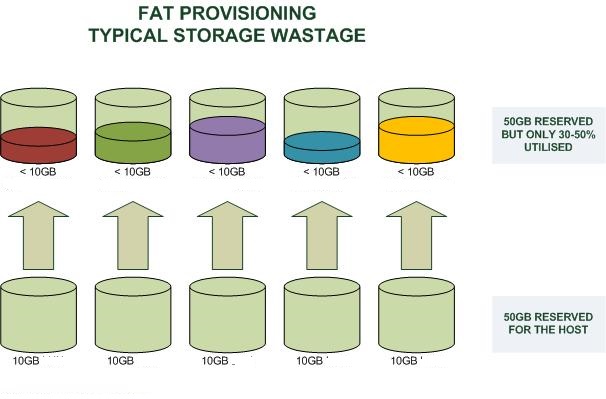 FAT PROVISIONING
TYPICAL STORAGE WASTAGE
50GB RESERVED
BUT ONLY 30-50%
UTILISED
< 10GB
< 10GB
< 10GB
< 10GB
< 10GB
50GB RESERVED
FOR THE HOST
10GB
10GB
10GB
10GB
10GB